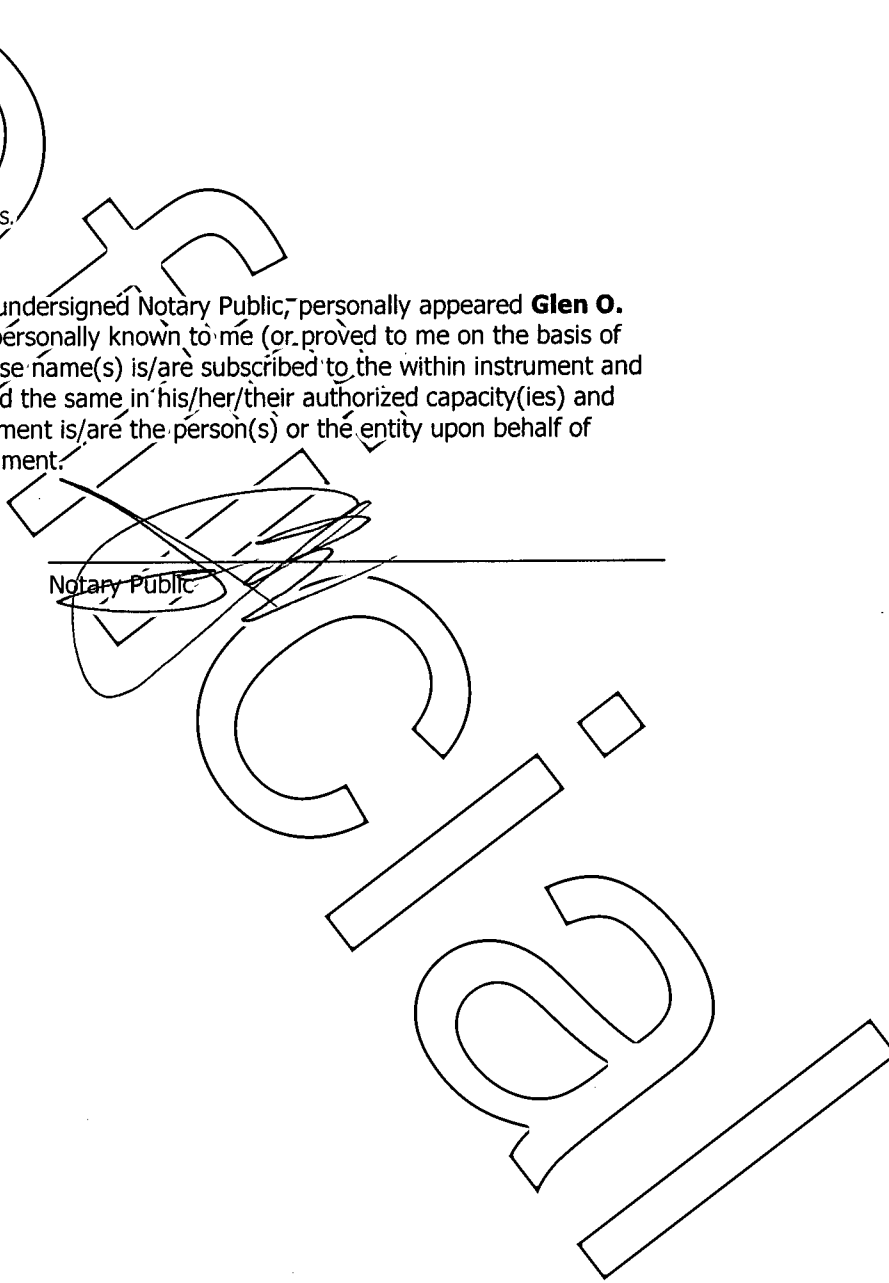 s.
undersigned Notary Public, personally appeared Glen O.
personally known to me (or proved to me on the basis of
se name(s) is/are subscribed to the within instrument and
d the same in his/her/their authorized capacity(ies) and
ment is/are the person(s) or the entity upon behalf of
ment.
Notary Public
fficial